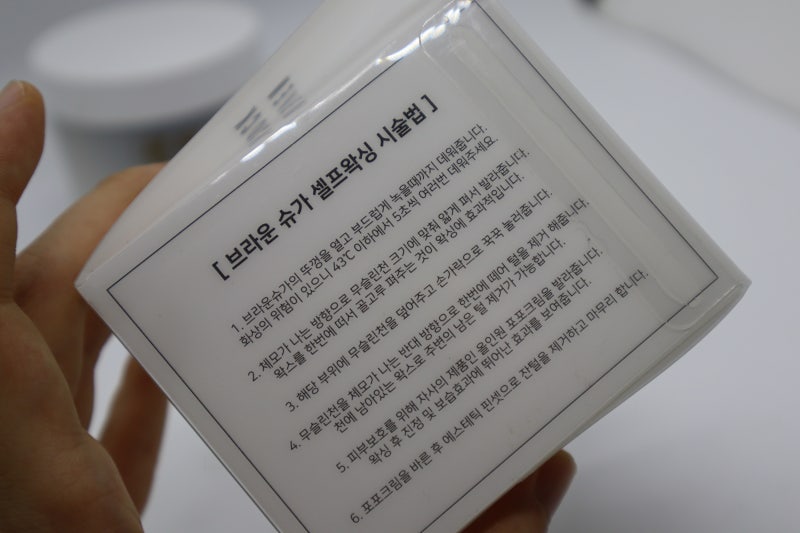 [ 브라운 슈가 셀프왁싱 시술법 ]
1. 브라운슈가의 뚜껑을 열고 부드럽게 녹을때까지 데워줍니다.
화상의 위험이 있으니 43℃ 이하에서 5초씩 여러번 데워주세요.
2. 체모가 나는 방향으로 무슬린천 크기에 맞춰 얇게 펴서 발라줍니다.
왁스를 한번에 떠서 골고루 펴주는 것이 왁싱에 효과적입니다.
3. 해당 부위에 무슬린천을 덮어주고 손가락으로 꾹꾹 눌러줍니다.
4. 무슬린천을 체모가 나는 반대 방향으로 한번에 떼어 털을 제거 해줍니다.
천에 남아있는 왁스로 주변의 남은 털 제거가 가능합니다.
5. 피부보호를 위해 자사의 제품인 올인원 포포크림을 발라줍니다.
왁싱 후 진정 및 보습효과에 뛰어난 효과를 보여줍니다.
6. 포포크림을 바른 후 에스테틱 핀셋으로 잔털을 제거하고 마무리 합니다.